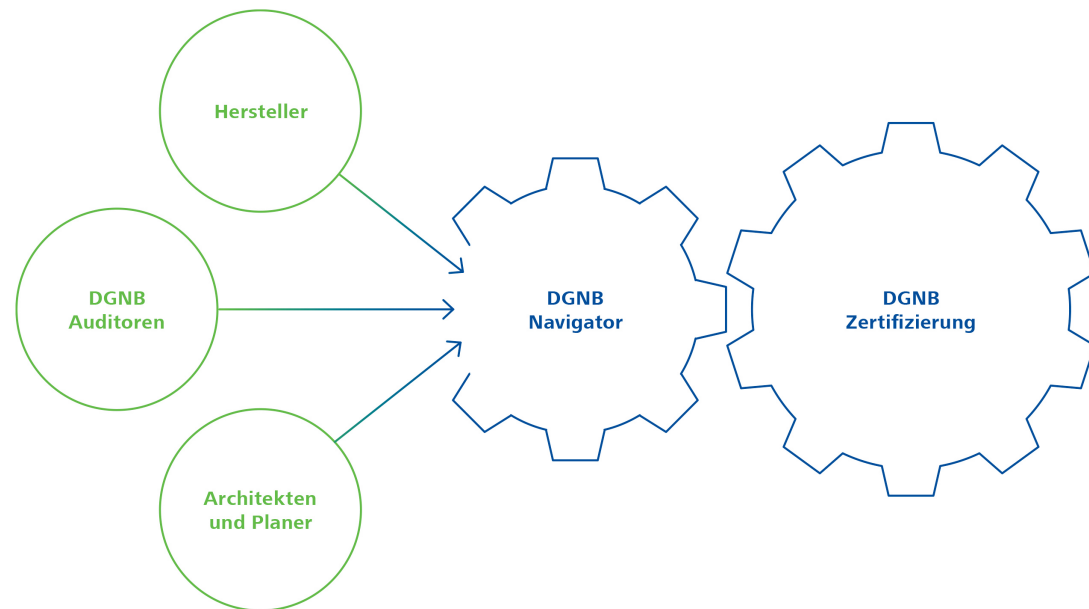 Hersteller
DGNB
Auditoren
Architekten
und Planer
DGNB
Navigator
DGNB
Zertifizierung